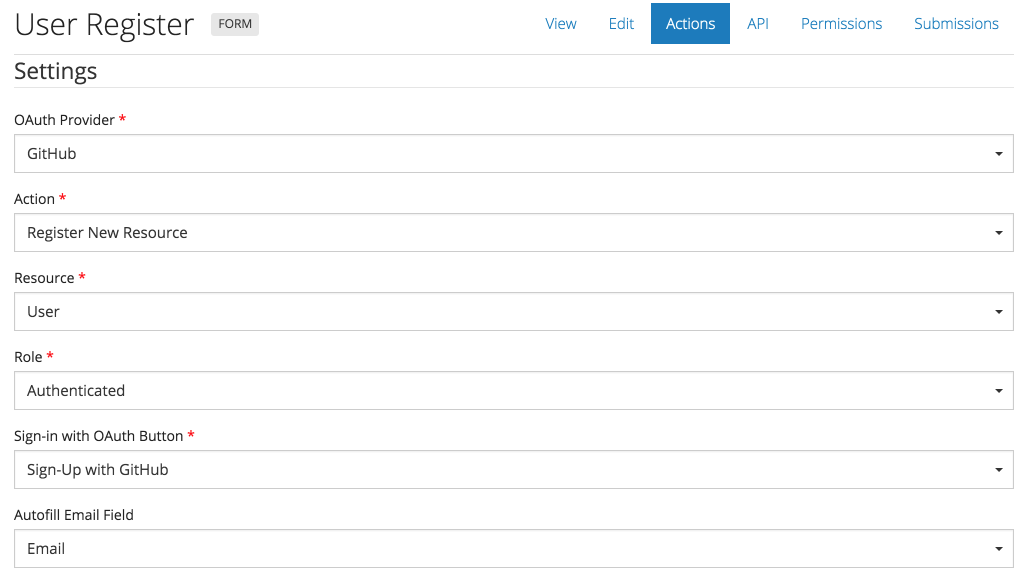 User Register FORM View Edit Actions API Permissions Submissions
Settings
OAuth Provider *
GitHub
Action *
Register New Resource
Resource *
User
Role *
Authenticated
Sign-in with OAuth Button *
Sign-Up with GitHub
Autofill Email Field
Email